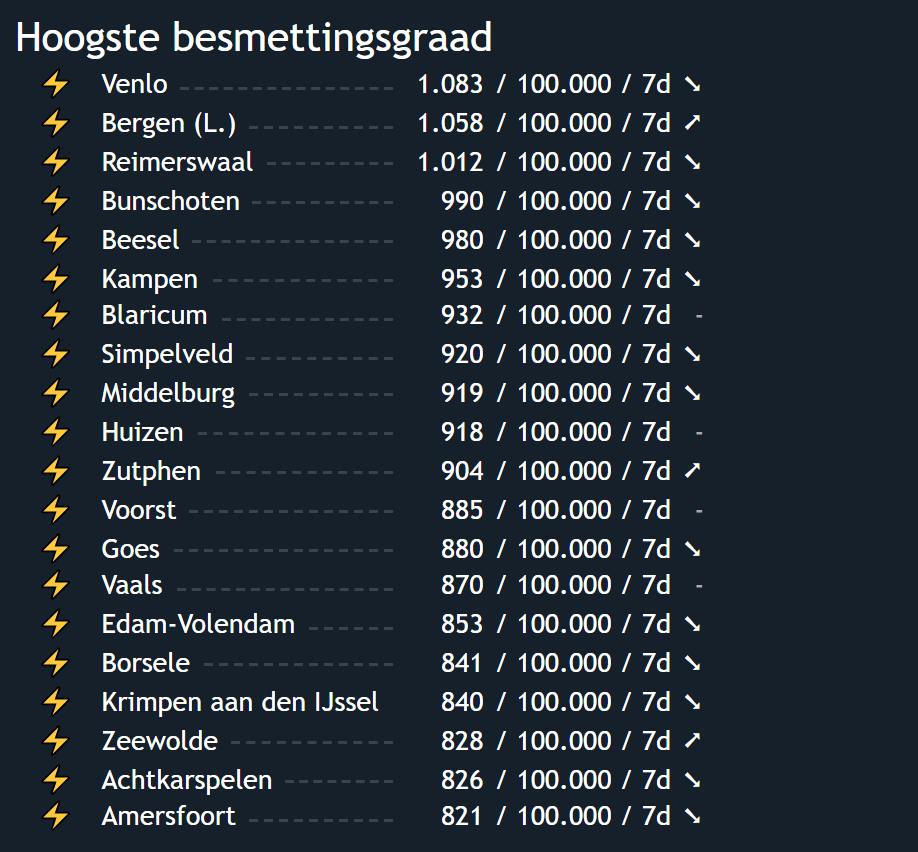 Hoogste besmettingsgraad
⚡ Venlo 1.083 / 100.000 / 7d ➘
⚡ Bergen (L.) 1.058 / 100.000 / 7d ➚
⚡ Reimerswaal 1.012 / 100.000 / 7d ➘
⚡ Bunschoten 990 / 100.000 / 7d ➘
⚡ Beesel 980 / 100.000 / 7d ➘
⚡ Kampen 953 / 100.000 / 7d ➘
⚡ Blaricum 932 / 100.000 / 7d -
⚡ Simpelveld 920 / 100.000 / 7d ➘
⚡ Middelburg 919 / 100.000 / 7d ➘
⚡ Huizen 918 / 100.000 / 7d -
⚡ Zutphen 904 / 100.000 / 7d ➚
⚡ Voorst 885 / 100.000 / 7d -
⚡ Goes 880 / 100.000 / 7d ➘
⚡ Vaals 870 / 100.000 / 7d -
⚡ Edam-Volendam 853 / 100.000 / 7d ➘
⚡ Borsele 841 / 100.000 / 7d ➘
⚡ Krimpen aan den IJssel 840 / 100.000 / 7d ➘
⚡ Zeewolde 828 / 100.000 / 7d ➚
⚡ Achtkarspelen 826 / 100.000 / 7d ➘
⚡ Amersfoort 821 / 100.000 / 7d ➘